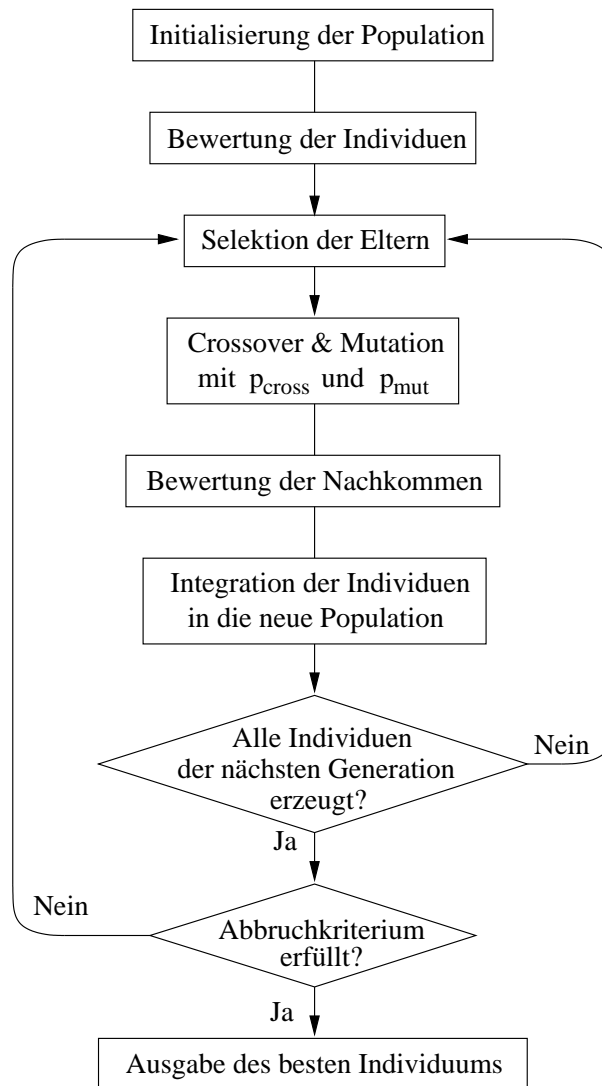 Initialisierung der Population
Bewertung der Individuen
Selektion der Eltern
Crossover & Mutation
mit p_cross und p_mut
Bewertung der Nachkommen
Integration der Individuen
in die neue Population
Alle Individuen
der nächsten Generation
erzeugt?
Nein
Ja
Nein
Abbruchkriterium
erfüllt?
Ja
Ausgabe des besten Individuums